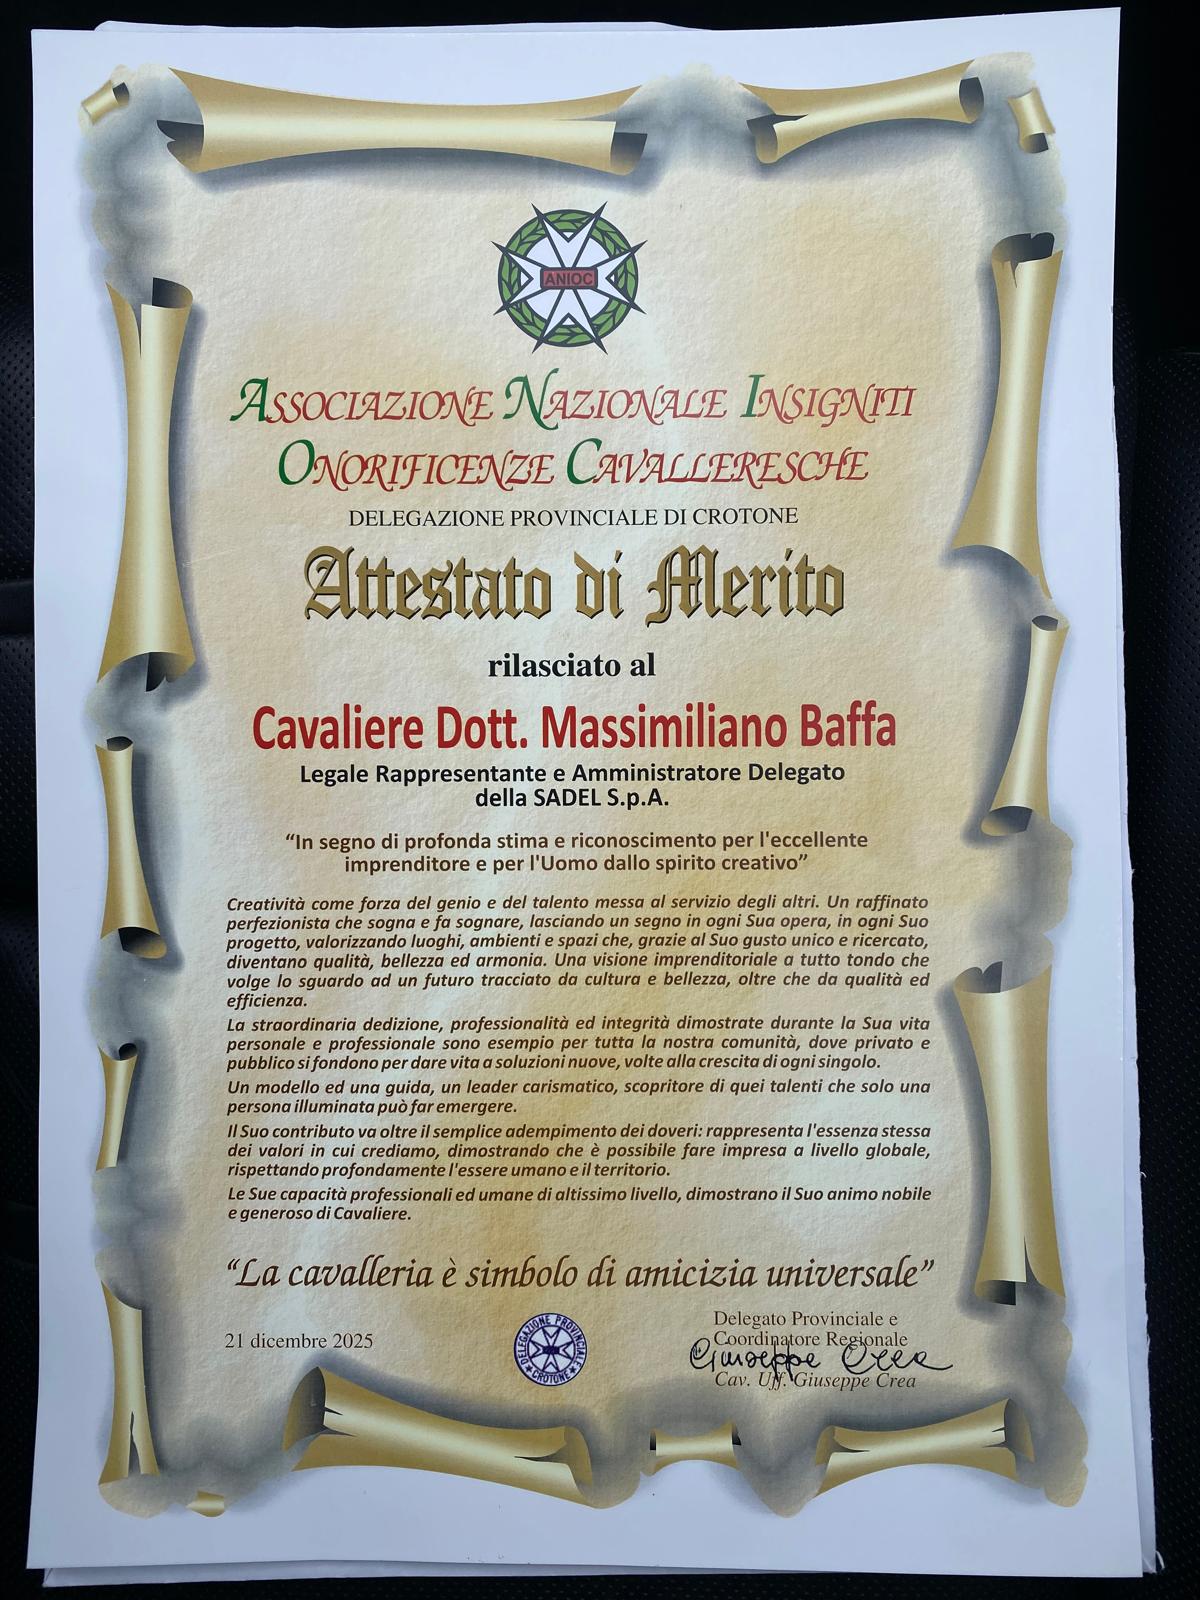 ANIOC
ASSOCIAZIONE NAZIONALE INSIGNITI
ONORIFICENZE CAVALLERESCHE
DELEGAZIONE PROVINCIALE DI CROTONE
Attestato di Merito
rilasciato al
Cavaliere Dott. Massimiliano Baffa
Legale Rappresentante e Amministratore Delegato
della SADEL S.p.A.
“In segno di profonda stima e riconoscimento per l'eccellente
imprenditore e per l'Uomo dallo spirito creativo”
Creatività come forza del genio e del talento messa al servizio degli altri. Un raffinato
perfezionista che sogna e fa sognare, lasciando un segno in ogni Sua opera, in ogni Suo
progetto, valorizzando luoghi, ambienti e spazi che, grazie al Suo gusto unico e ricercato,
diventano qualità, bellezza ed armonia. Una visione imprenditoriale a tutto tondo che
volge lo sguardo ad un futuro tracciato da cultura e bellezza, oltre che da qualità ed
efficienza.
La straordinaria dedizione, professionalità ed integrità dimostrate durante la Sua vita
personale e professionale sono esempio per tutta la nostra comunità, dove privato e
pubblico si fondono per dare vita a soluzioni nuove, volte alla crescita di ogni singolo.
Un modello ed una guida, un leader carismatico, scopritore di quei talenti che solo una
persona illuminata può far emergere.
Il Suo contributo va oltre il semplice adempimento dei doveri: rappresenta l'essenza stessa
dei valori in cui crediamo, dimostrando che è possibile fare impresa a livello globale,
rispettando profondamente l'essere umano e il territorio.
Le Sue capacità professionali ed umane di altissimo livello, dimostrano il Suo animo nobile
e generoso di Cavaliere.
“La cavalleria è simbolo di amicizia universale”
21 dicembre 2025
DELEGAZIONE PROVINCIALE
CROTONE
Delegato Provinciale e
Coordinatore Regionale
Giuseppe Crea
Cav. Uff. Giuseppe Crea